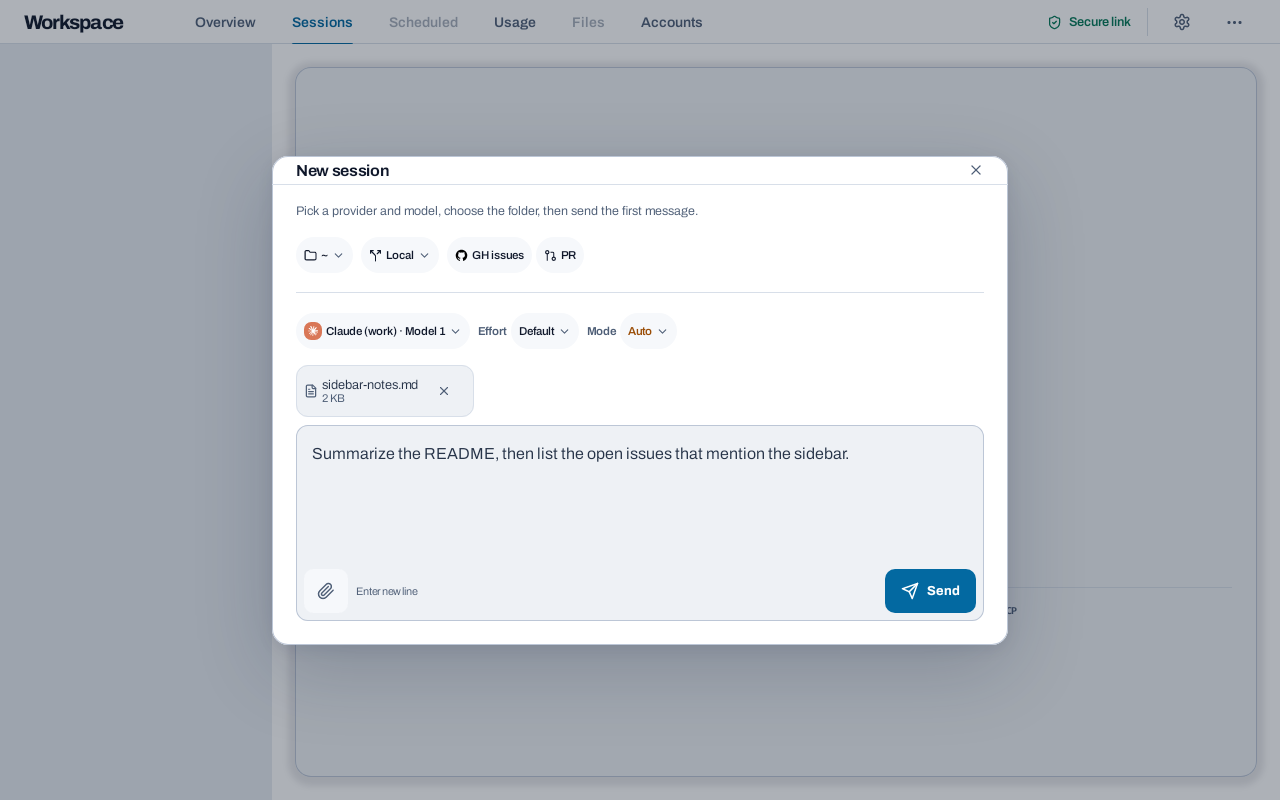 Workspace Overview Sessions Scheduled Usage Files Accounts Secure link
New session
Pick a provider and model, choose the folder, then send the first message.
~ Local GH issues PR
Claude (work) · Model 1 Effort Default Mode Auto
sidebar-notes.md
2 KB
Summarize the README, then list the open issues that mention the sidebar.
Enter new line Send